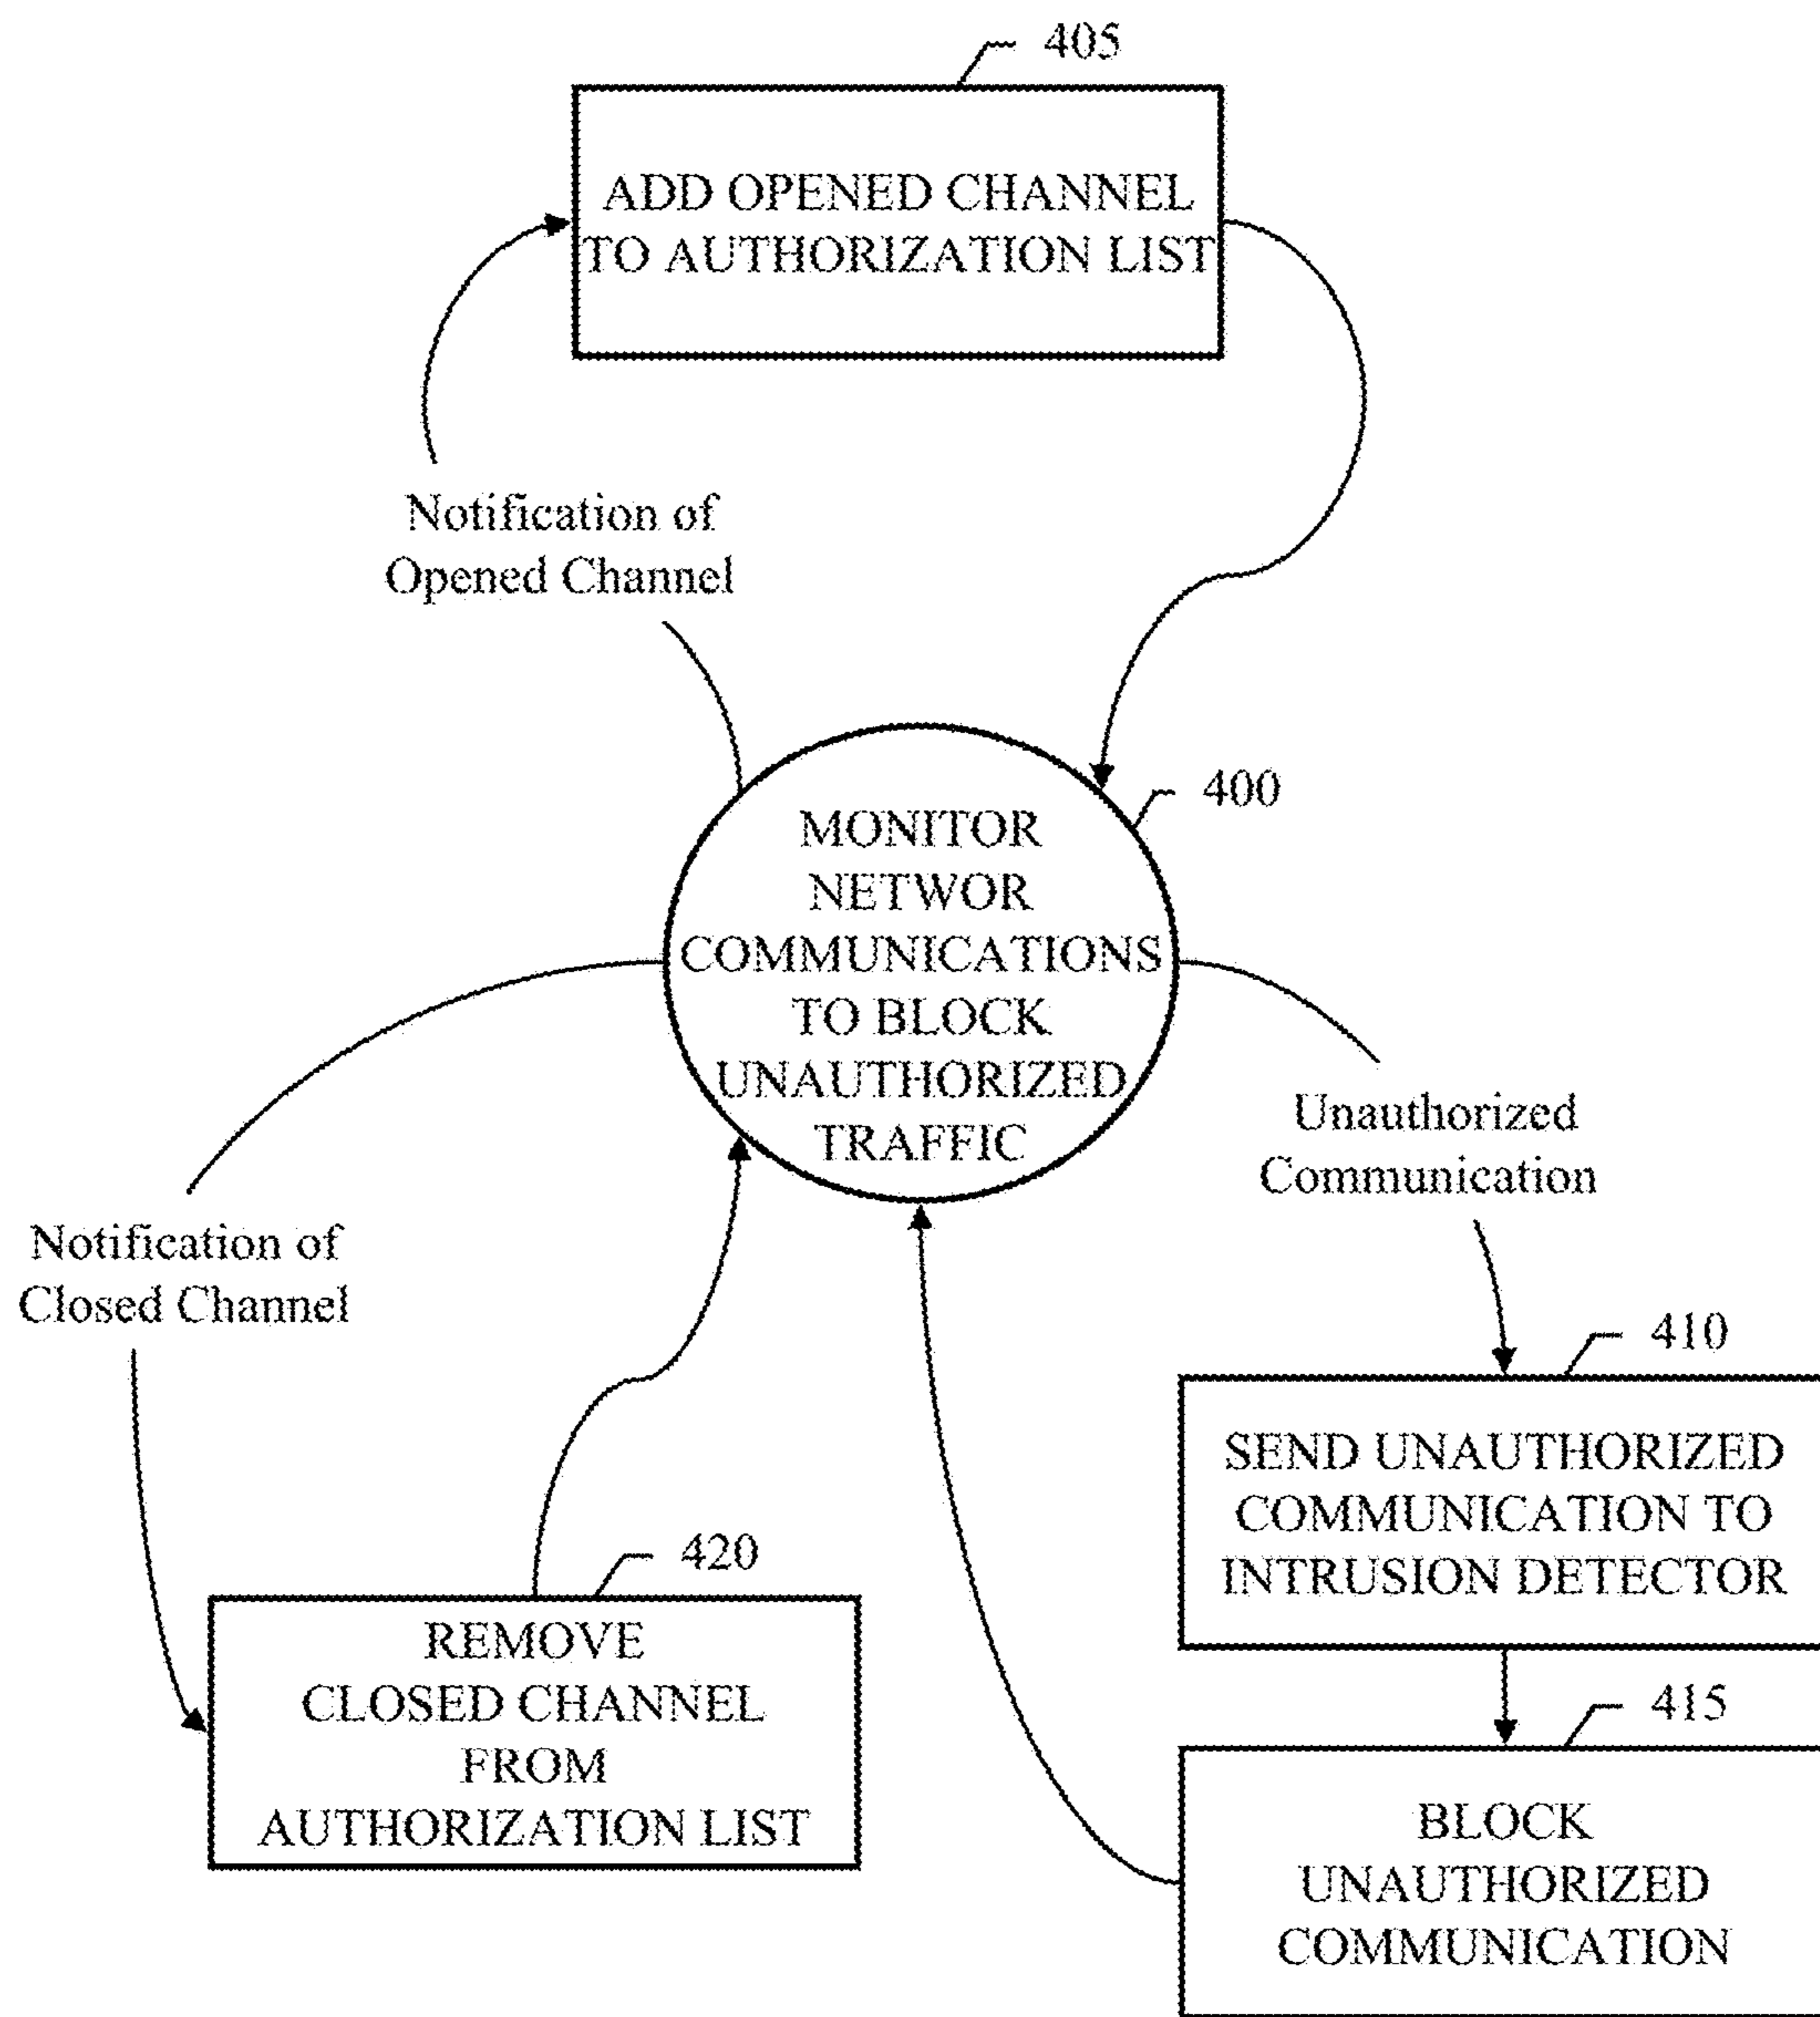 405
ADD OPENED CHANNEL
TO AUTHORIZATION LIST
Notification of
Opened Channel
400
MONITOR
NETWOR
COMMUNICATIONS
TO BLOCK
UNAUTHORIZED
TRAFFIC
Unauthorized
Communication
Notification of
Closed Channel
410
SEND UNAUTHORIZED
COMMUNICATION TO
INTRUSION DETECTOR
420
REMOVE
CLOSED CHANNEL
FROM
AUTHORIZATION LIST
415
BLOCK
UNAUTHORIZED
COMMUNICATION